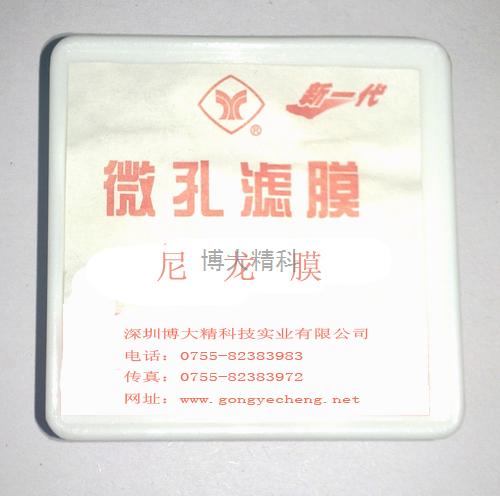 新一代
®
微孔滤膜
尼龙膜
博大精科
深圳博大精科技实业有限公司
电话：0755-82383983
传真：0755-82383972
网址：www.gongyecheng.net